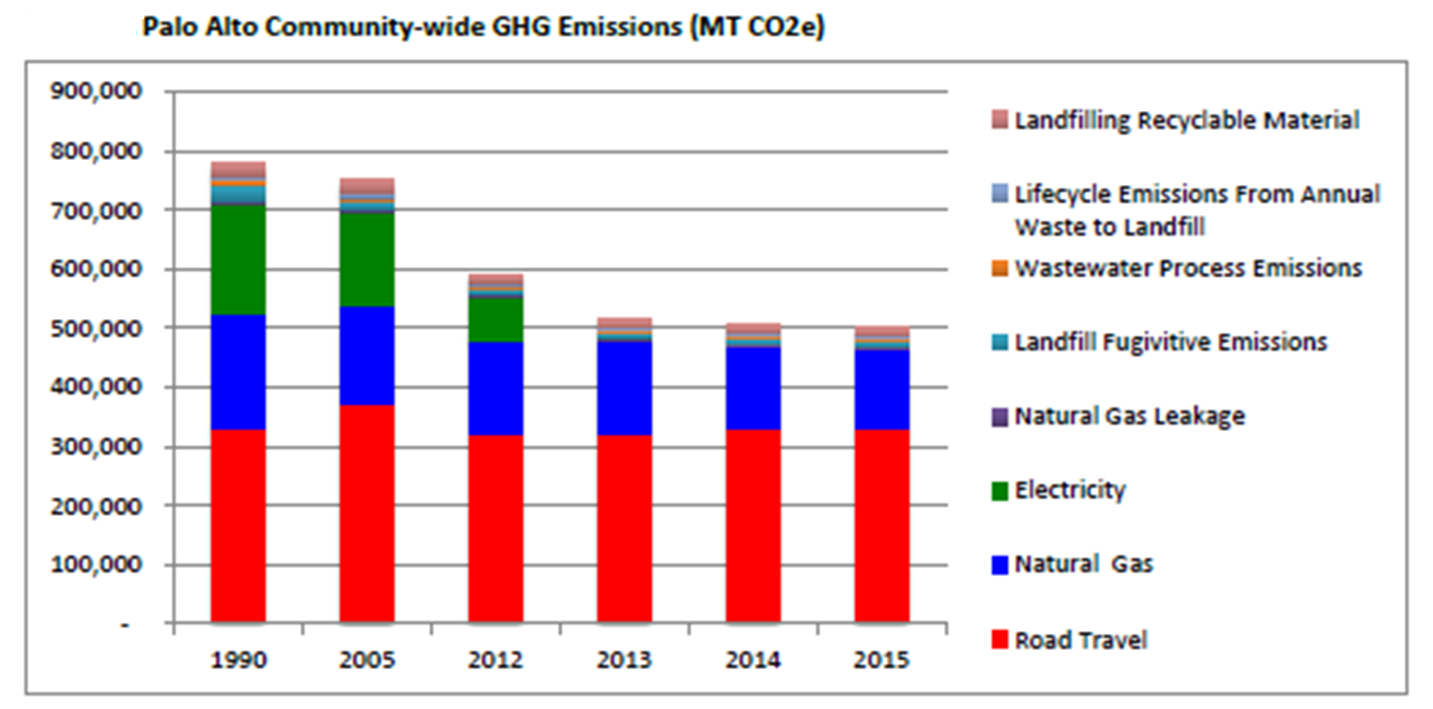 Palo Alto Community-wide GHG Emissions (MT CO2e)
900,000
800,000
700,000
600,000
500,000
400,000
300,000
200,000
100,000
-
1990 2005 2012 2013 2014 2015
Landfilling Recyclable Material
Lifecycle Emissions From Annual
Waste to Landfill
Wastewater Process Emissions
Landfill Fugivitive Emissions
Natural Gas Leakage
Electricity
Natural Gas
Road Travel